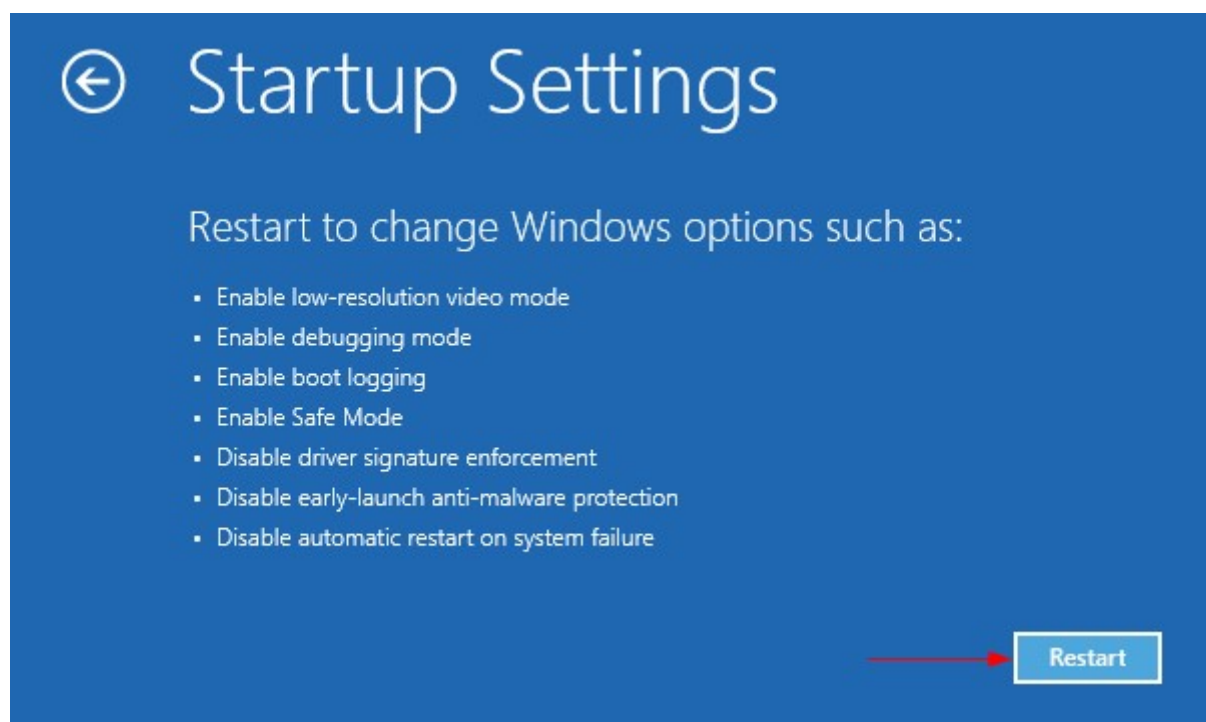 Startup Settings
Restart to change Windows options such as:
▪ Enable low-resolution video mode
▪ Enable debugging mode
▪ Enable boot logging
▪ Enable Safe Mode
▪ Disable driver signature enforcement
▪ Disable early-launch anti-malware protection
▪ Disable automatic restart on system failure
Restart